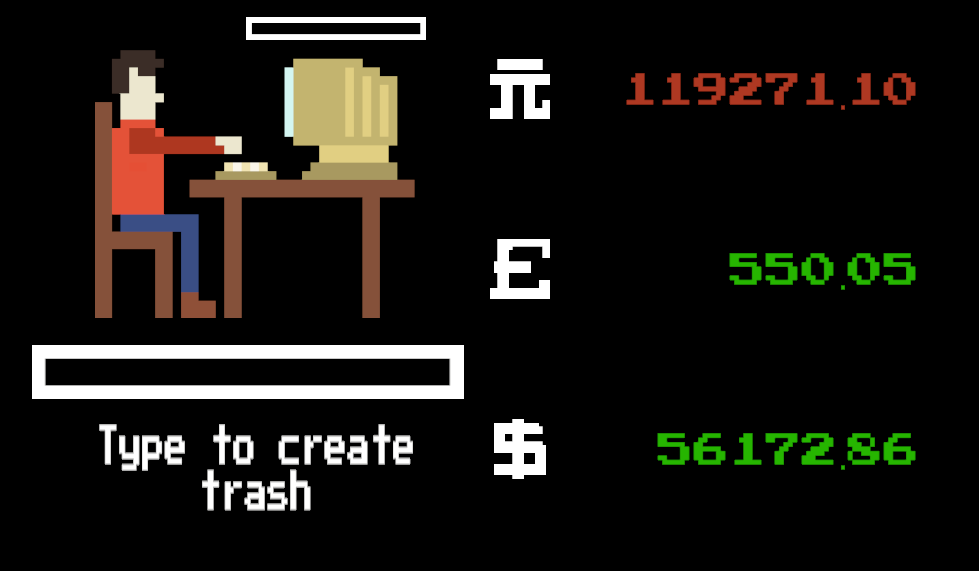 元 119271.10
£ 550.05
Type to create
trash
$ 56172.86